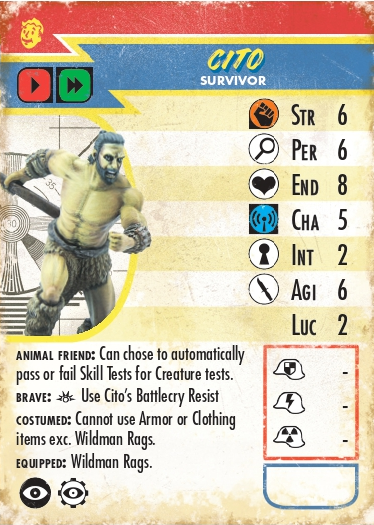 CITO
SURVIVOR
STR 6
PER 6
END 8
CHA 5
INT 2
AGI 6
LUC 2
35
ANIMAL FRIEND: Can chose to automatically
pass or fail Skill Tests for Creature tests.
BRAVE: Use Cito's Battlecry Resist
COSTUMED: Cannot use Armor or Clothing
items exc. Wildman Rags.
EQUIPPED: Wildman Rags.
-
-
-